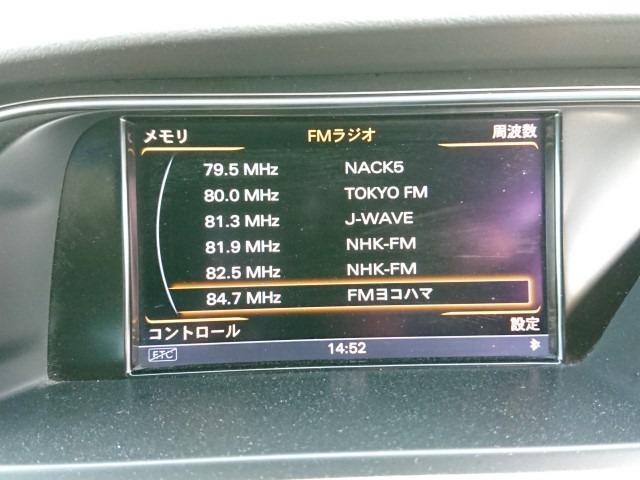 メモリ FMラジオ 周波数
79.5 MHz NACK5
80.0 MHz TOKYO FM
81.3 MHz J-WAVE
81.9 MHz NHK-FM
82.5 MHz NHK-FM
84.7 MHz FMヨコハマ
コントロール 設定
ETC 14:52